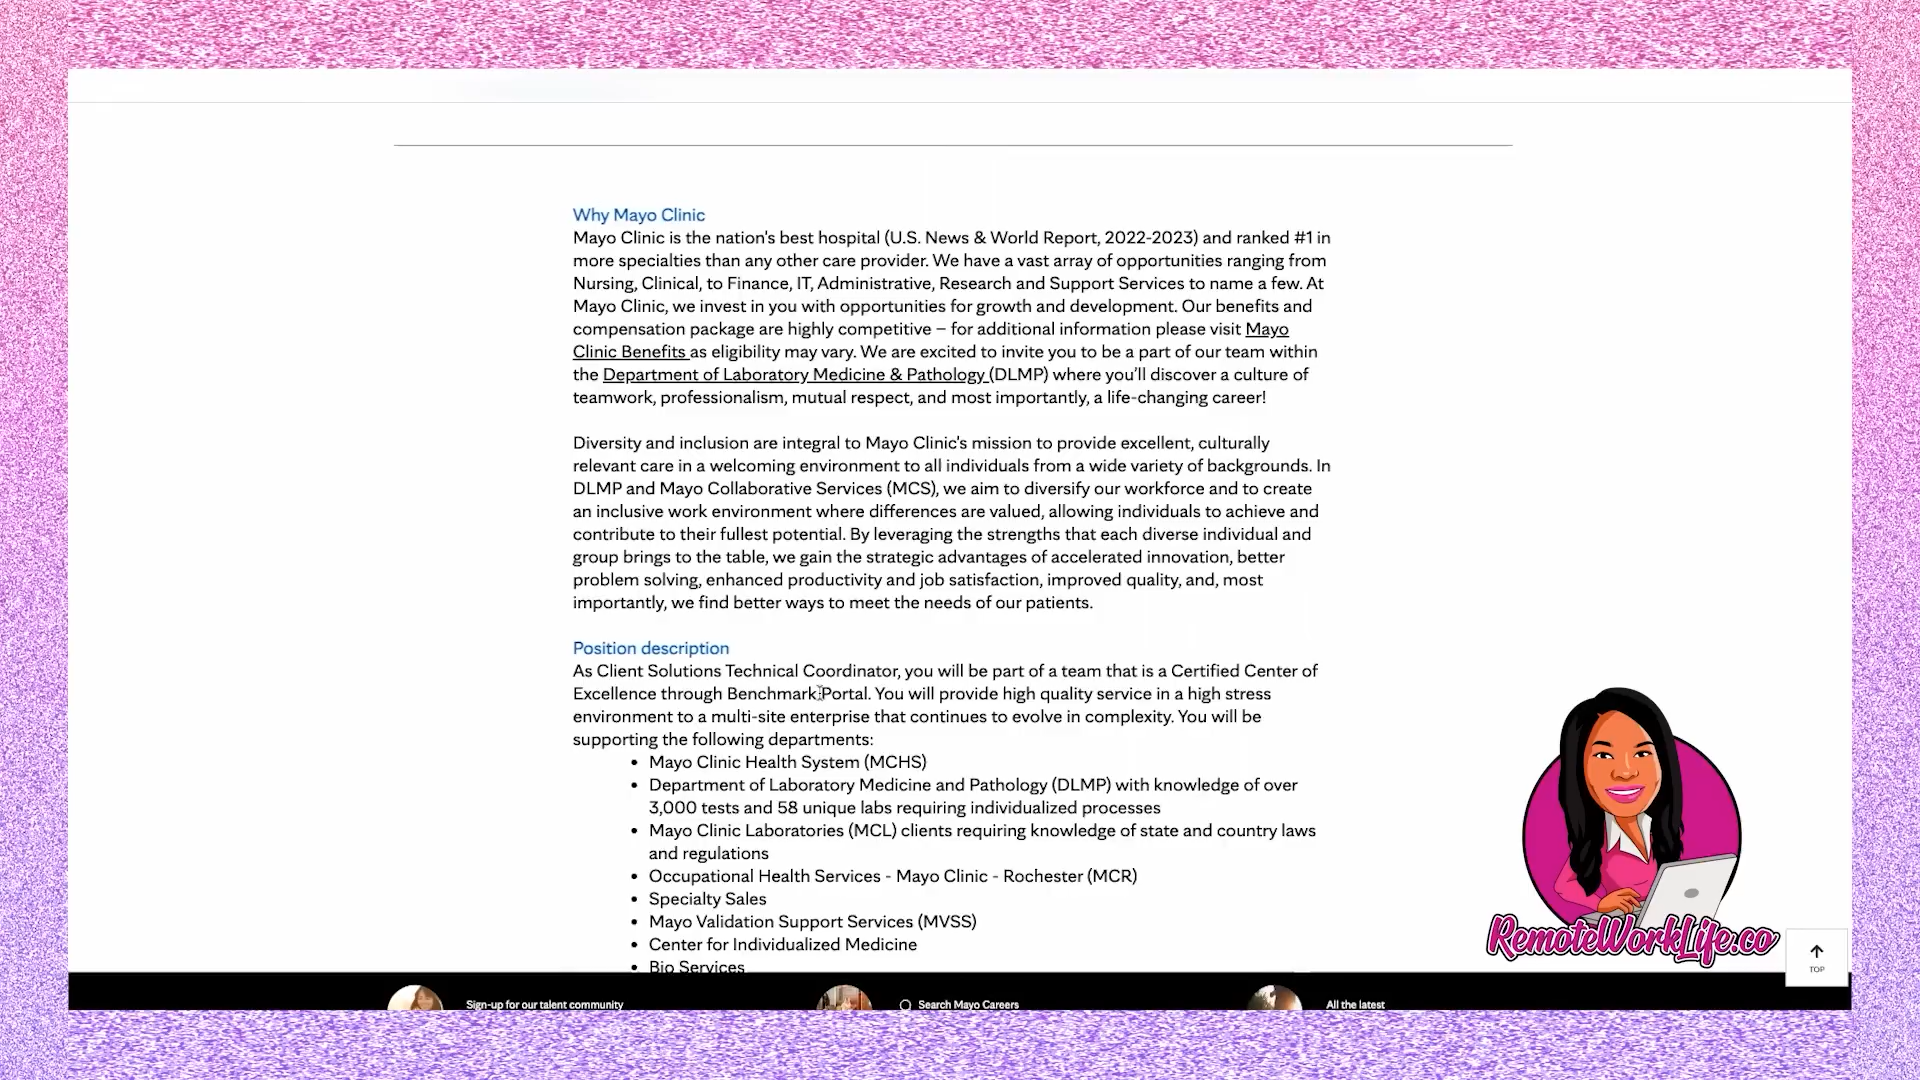 Why Mayo Clinic
Mayo Clinic is the nation's best hospital (U.S. News & World Report, 2022-2023) and ranked #1 in
more specialties than any other care provider. We have a vast array of opportunities ranging from
Nursing, Clinical, to Finance, IT, Administrative, Research and Support Services to name a few. At
Mayo Clinic, we invest in you with opportunities for growth and development. Our benefits and
compensation package are highly competitive – for additional information please visit Mayo
Clinic Benefits as eligibility may vary. We are excited to invite you to be a part of our team within
the Department of Laboratory Medicine & Pathology (DLMP) where you'll discover a culture of
teamwork, professionalism, mutual respect, and most importantly, a life-changing career!
Diversity and inclusion are integral to Mayo Clinic's mission to provide excellent, culturally
relevant care in a welcoming environment to all individuals from a wide variety of backgrounds. In
DLMP and Mayo Collaborative Services (MCS), we aim to diversify our workforce and to create
an inclusive work environment where differences are valued, allowing individuals to achieve and
contribute to their fullest potential. By leveraging the strengths that each diverse individual and
group brings to the table, we gain the strategic advantages of accelerated innovation, better
problem solving, enhanced productivity and job satisfaction, improved quality, and, most
importantly, we find better ways to meet the needs of our patients.
Position description
As Client Solutions Technical Coordinator, you will be part of a team that is a Certified Center of
Excellence through Benchmark Portal. You will provide high quality service in a high stress
environment to a multi-site enterprise that continues to evolve in complexity. You will be
supporting the following departments:
• Mayo Clinic Health System (MCHS)
• Department of Laboratory Medicine and Pathology (DLMP) with knowledge of over
3,000 tests and 58 unique labs requiring individualized processes
• Mayo Clinic Laboratories (MCL) clients requiring knowledge of state and country laws
and regulations
• Occupational Health Services - Mayo Clinic - Rochester (MCR)
• Specialty Sales
• Mayo Validation Support Services (MVSS)
• Center for Individualized Medicine
• Bio Services
RemoteWorkLife.co
TOP
Sign-up for our talent community
Search Mayo Careers
All the latest